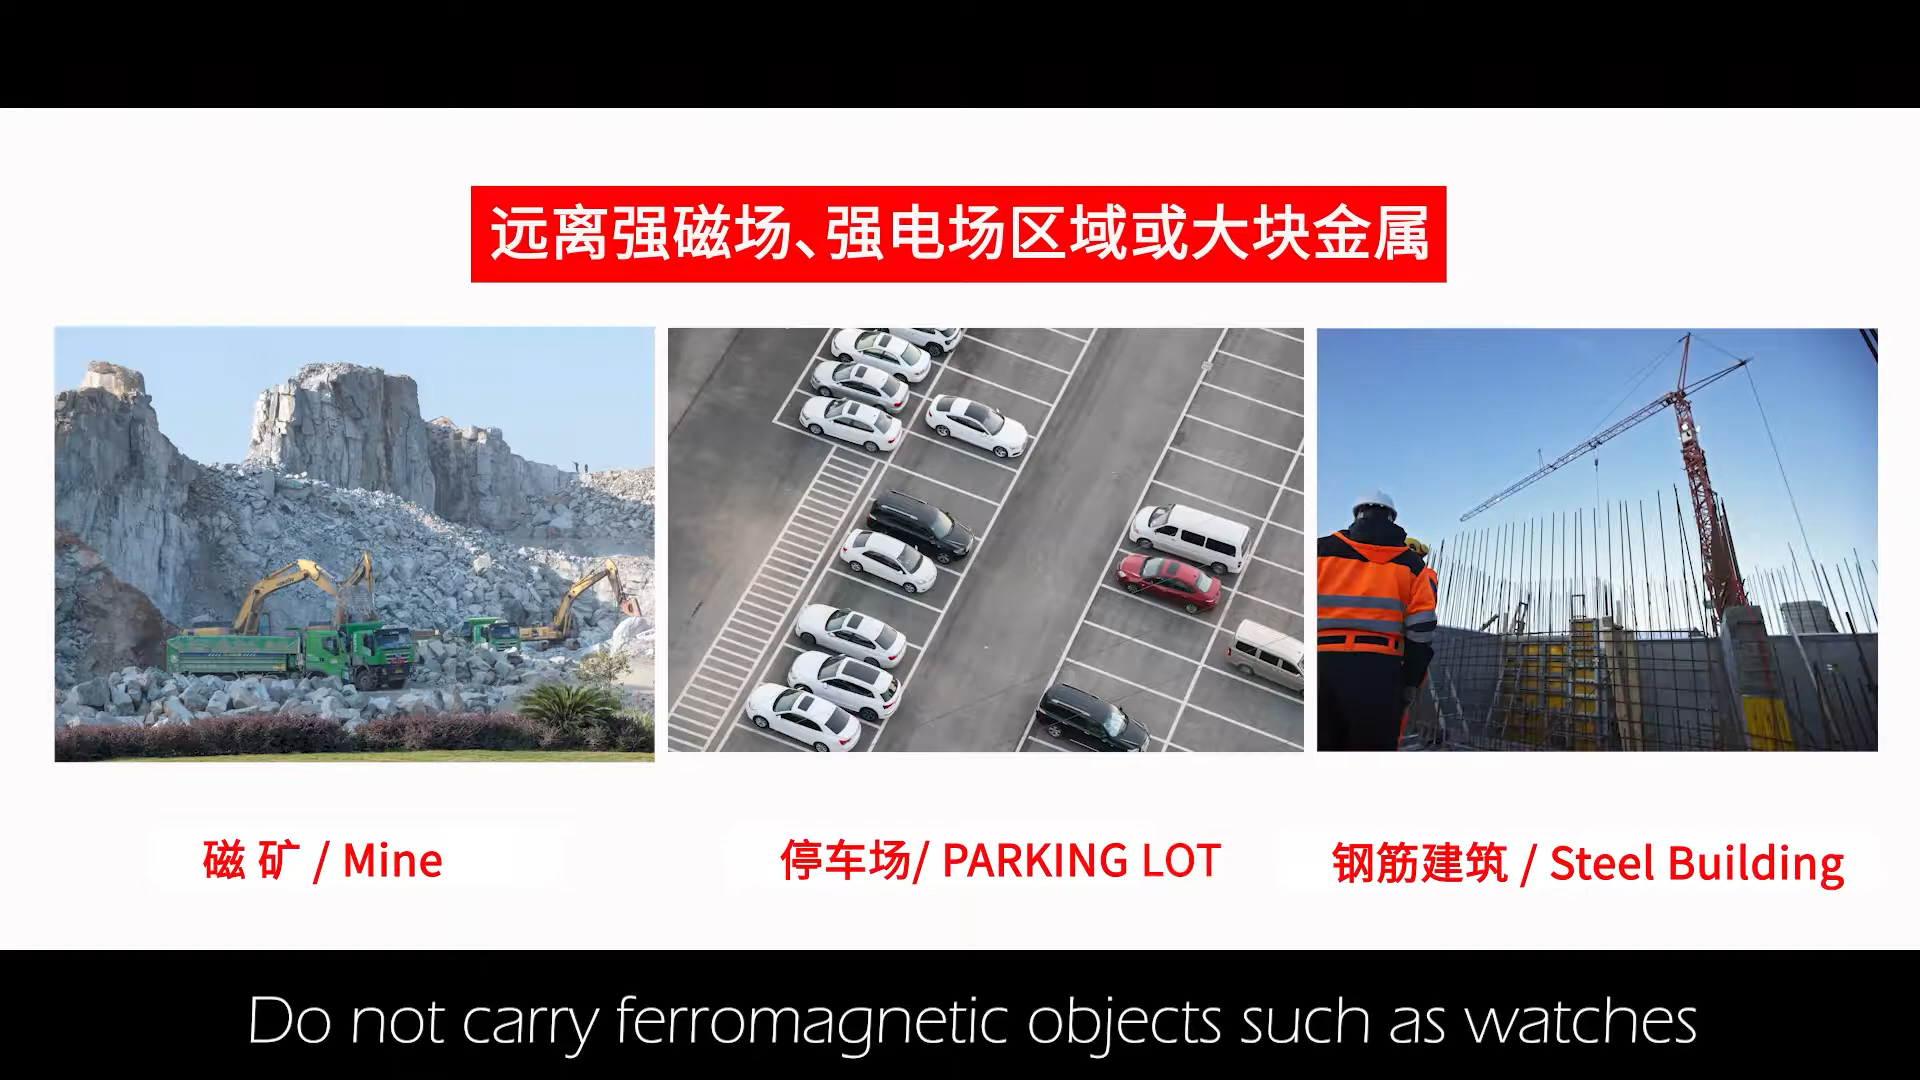 远离强磁场、强电场区域或大块金属
磁 矿 / Mine
停车场/ PARKING LOT
钢筋建筑 / Steel Building
Do not carry ferromagnetic objects such as watches